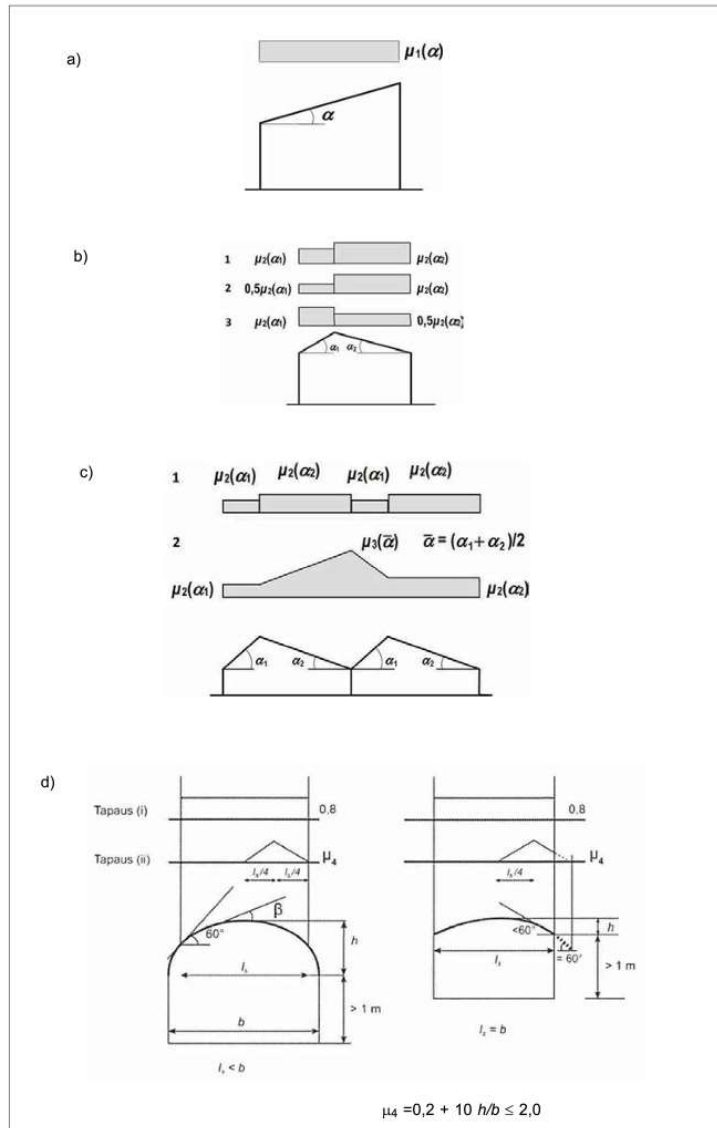 a)
μ₁(α)
α
b)
1 μ₂(α₁) μ₂(α₂)
2 0,5μ₂(α₁) μ₂(α₂)
3 μ₂(α₁) 0,5μ₂(α₂)
α₁ α₂
c)
1 μ₂(α₁) μ₂(α₂) μ₂(α₁) μ₂(α₂)
2 μ₃(ᾱ) ᾱ = (α₁+α₂)/2
μ₂(α₁) μ₂(α₂)
α₁ α₂ α₁ α₂
d)
Tapaus (i) 0,8 0,8
Tapaus (ii) μ₄ μ₄
lₛ/4 lₛ/4 lₛ/4
β
60° h <60° h
lₛ lₛ = 60°
> 1 m > 1 m
b
lₛ = b
lₛ < b
μ₄ =0,2 + 10 h/b ≤ 2,0